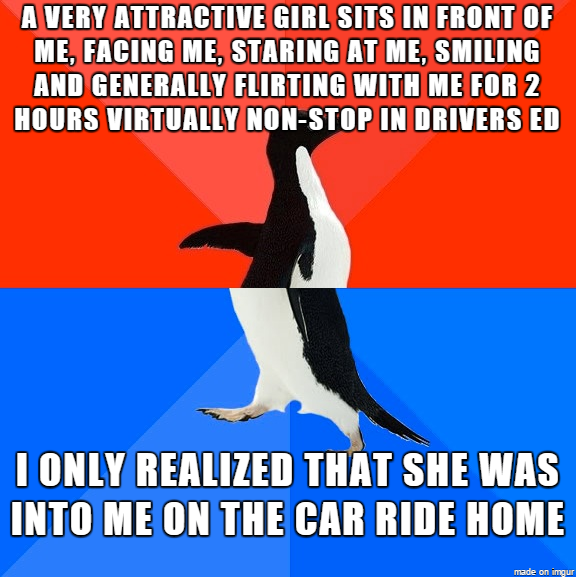 A VERY ATTRACTIVE GIRL SITS IN FRONT OF
ME, FACING ME, STARING AT ME, SMILING
AND GENERALLY FLIRTING WITH ME FOR 2
HOURS VIRTUALLY NON-STOP IN DRIVERS ED
I ONLY REALIZED THAT SHE WAS
INTO ME ON THE CAR RIDE HOME
made on imgur